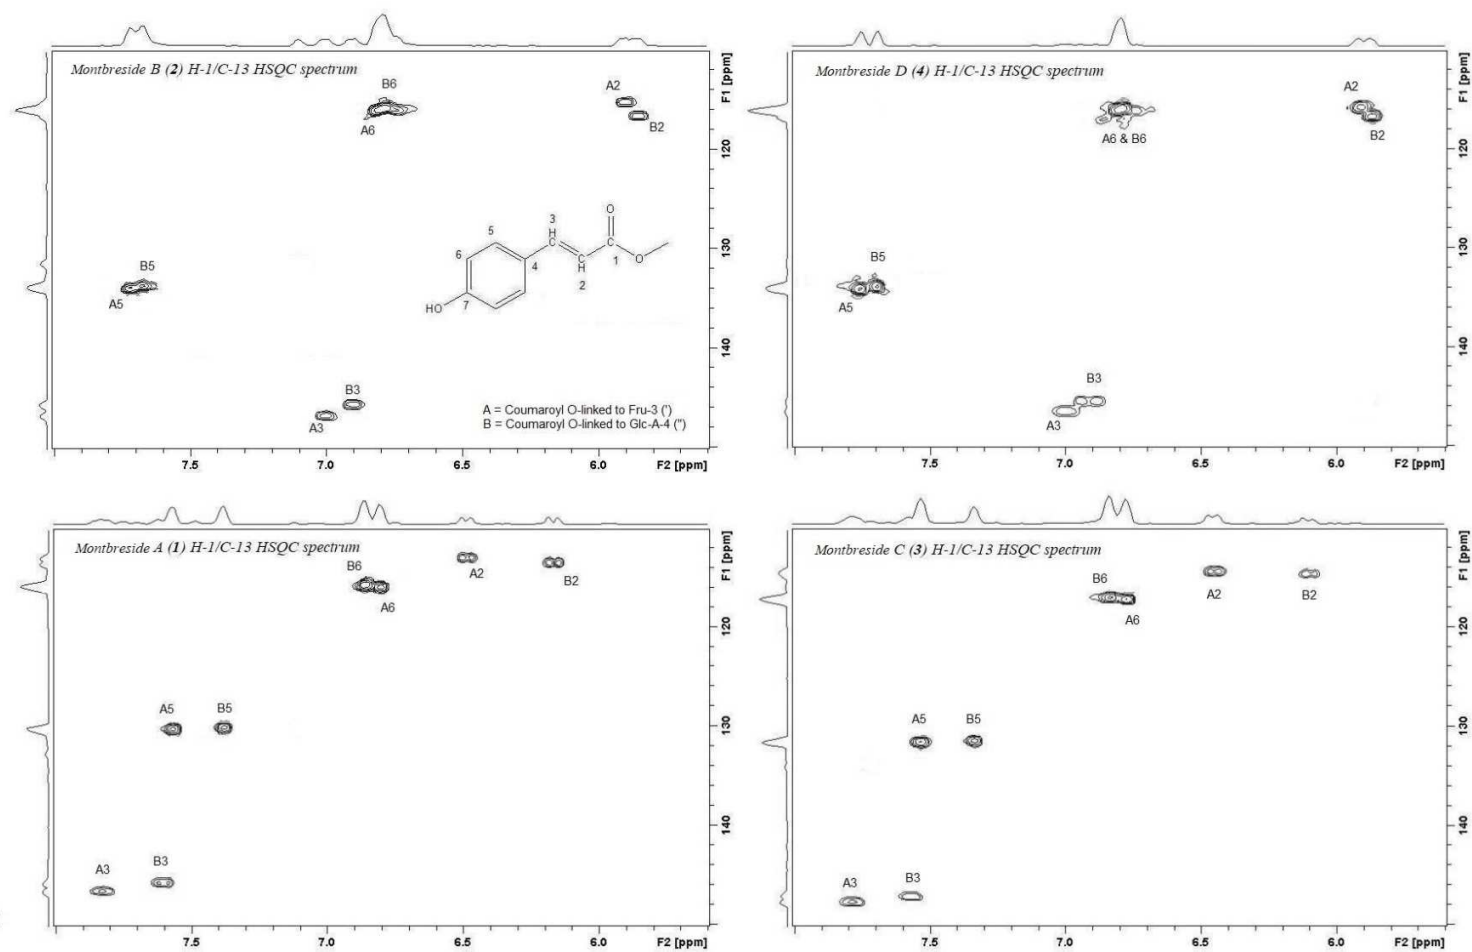 Montbreside B (2) H-1/C-13 HSQC spectrum
B6
A6
A2
B2
B5
A5
B3
A3
O
3
H
C
C
H
2
C
1
O
5
6
4
7
HO
A = Coumaroyl O-linked to Fru-3 (')
B = Coumaroyl O-linked to Glc-A-4 (")
F1 [ppm]
120
130
140
7.5 7.0 6.5 6.0 F2 [ppm]
Montbreside D (4) H-1/C-13 HSQC spectrum
A6 & B6
A2
B2
B5
A5
B3
A3
F1 [ppm]
120
130
140
7.5 7.0 6.5 6.0 F2 [ppm]
Montbreside A (1) H-1/C-13 HSQC spectrum
B6
A6
A2
B2
A5 B5
A3 B3
F1 [ppm]
120
130
140
7.5 7.0 6.5 6.0 F2 [ppm]
Montbreside C (3) H-1/C-13 HSQC spectrum
B6
A6
A2 B2
A5 B5
A3 B3
F1 [ppm]
120
130
140
7.5 7.0 6.5 6.0 F2 [ppm]